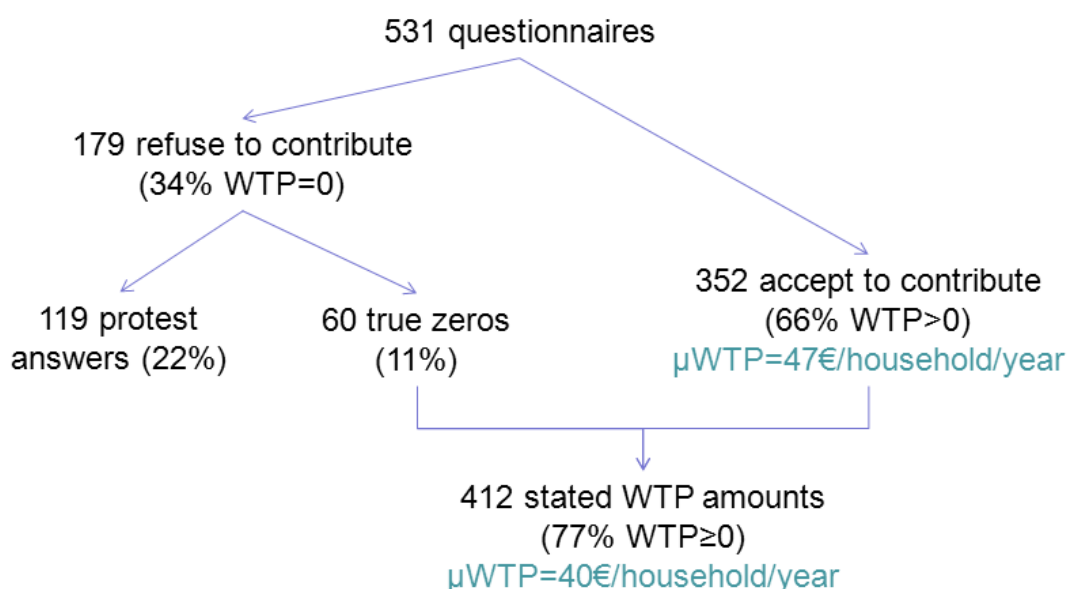 531 questionnaires
179 refuse to contribute
(34% WTP=0)
119 protest
answers (22%)
60 true zeros
(11%)
352 accept to contribute
(66% WTP>0)
μWTP=47€/household/year
412 stated WTP amounts
(77% WTP≥0)
μWTP=40€/household/year